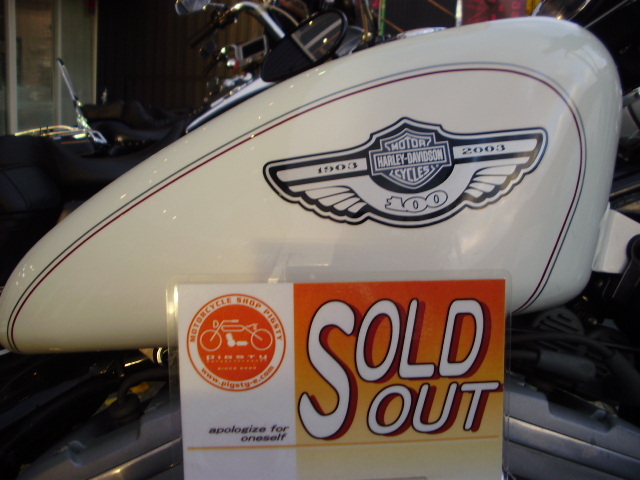 MOTOR
1903 HARLEY-DAVIDSON 2003
CYCLES
100
MOTORCYCLE SHOP PIGSTY
pigsty
www.pigsty-e.com
apologize for
oneself
SOLD
OUT